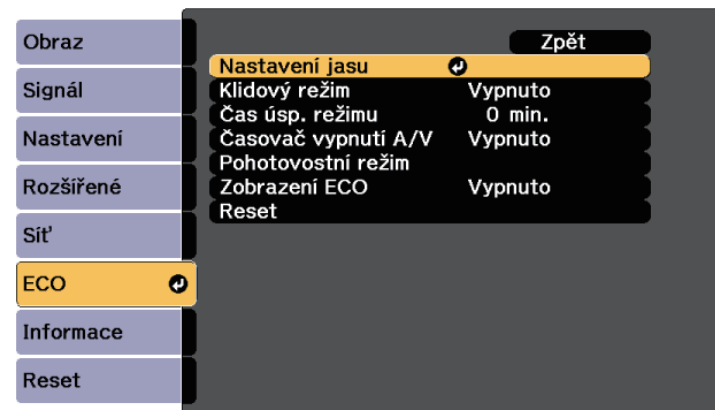 Obraz
Signál
Nastavení
Rozšířené
Síť
ECO
Informace
Reset
Zpět
Nastavení jasu
Klidový režim Vypnuto
Čas úsp. režimu 0 min.
Časovač vypnutí A/V Vypnuto
Pohotovostní režim
Zobrazení ECO Vypnuto
Reset